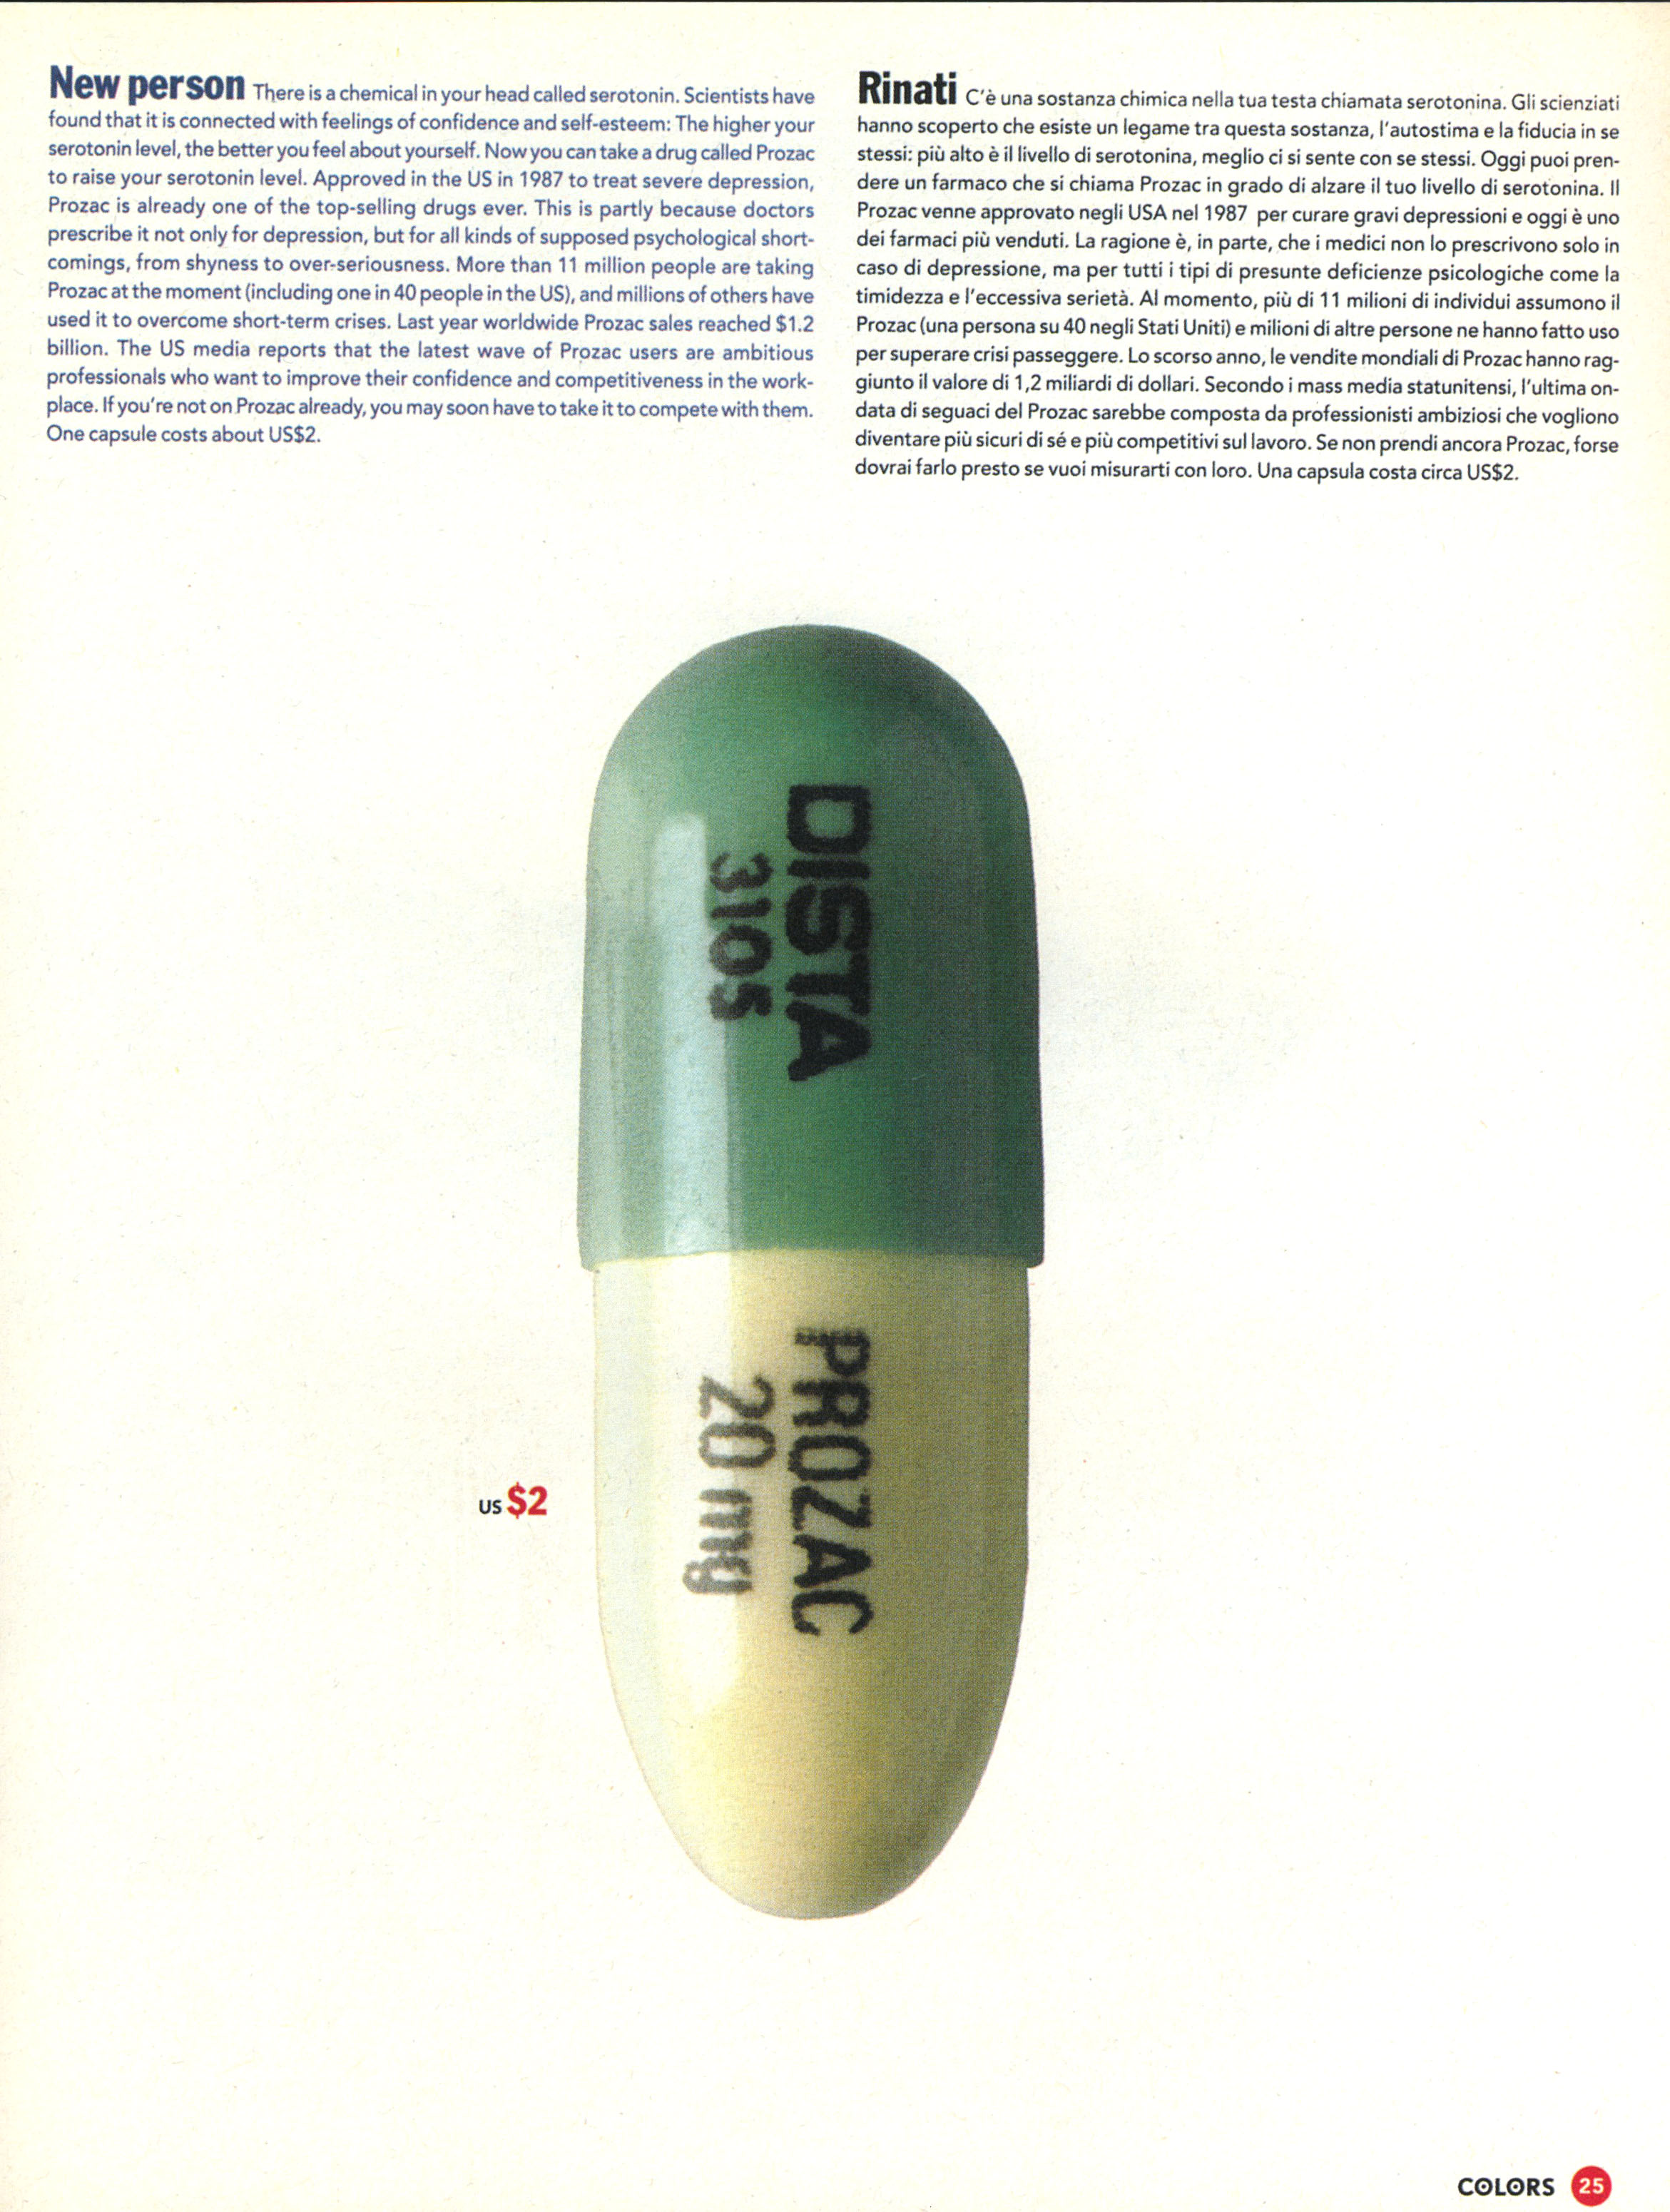 New person There is a chemical in your head called serotonin. Scientists have
found that it is connected with feelings of confidence and self-esteem: The higher your
serotonin level, the better you feel about yourself. Now you can take a drug called Prozac
to raise your serotonin level. Approved in the US in 1987 to treat severe depression,
Prozac is already one of the top-selling drugs ever. This is partly because doctors
prescribe it not only for depression, but for all kinds of supposed psychological short-
comings, from shyness to over-seriousness. More than 11 million people are taking
Prozac at the moment (including one in 40 people in the US), and millions of others have
used it to overcome short-term crises. Last year worldwide Prozac sales reached $1.2
billion. The US media reports that the latest wave of Prozac users are ambitious
professionals who want to improve their confidence and competitiveness in the work-
place. If you're not on Prozac already, you may soon have to take it to compete with them.
One capsule costs about US$2.
Rinati C'è una sostanza chimica nella tua testa chiamata serotonina. Gli scienziati
hanno scoperto che esiste un legame tra questa sostanza, l'autostima e la fiducia in se
stessi: più alto è il livello di serotonina, meglio ci si sente con se stessi. Oggi puoi pren-
dere un farmaco che si chiama Prozac in grado di alzare il tuo livello di serotonina. Il
Prozac venne approvato negli USA nel 1987 per curare gravi depressioni e oggi è uno
dei farmaci più venduti. La ragione è, in parte, che i medici non lo prescrivono solo in
caso di depressione, ma per tutti i tipi di presunte deficienze psicologiche come la
timidezza e l'eccessiva serietà. Al momento, più di 11 milioni di individui assumono il
Prozac (una persona su 40 negli Stati Uniti) e milioni di altre persone ne hanno fatto uso
per superare crisi passeggere. Lo scorso anno, le vendite mondiali di Prozac hanno rag-
giunto il valore di 1,2 miliardi di dollari. Secondo i mass media statunitensi, l'ultima on-
data di seguaci del Prozac sarebbe composta da professionisti ambiziosi che vogliono
diventare più sicuri di sé e più competitivi sul lavoro. Se non prendi ancora Prozac, forse
dovrai farlo presto se vuoi misurarti con loro. Una capsula costa circa US$2.
DISTA
3105
PROZAC
20 mg
US $2
COLORS 25